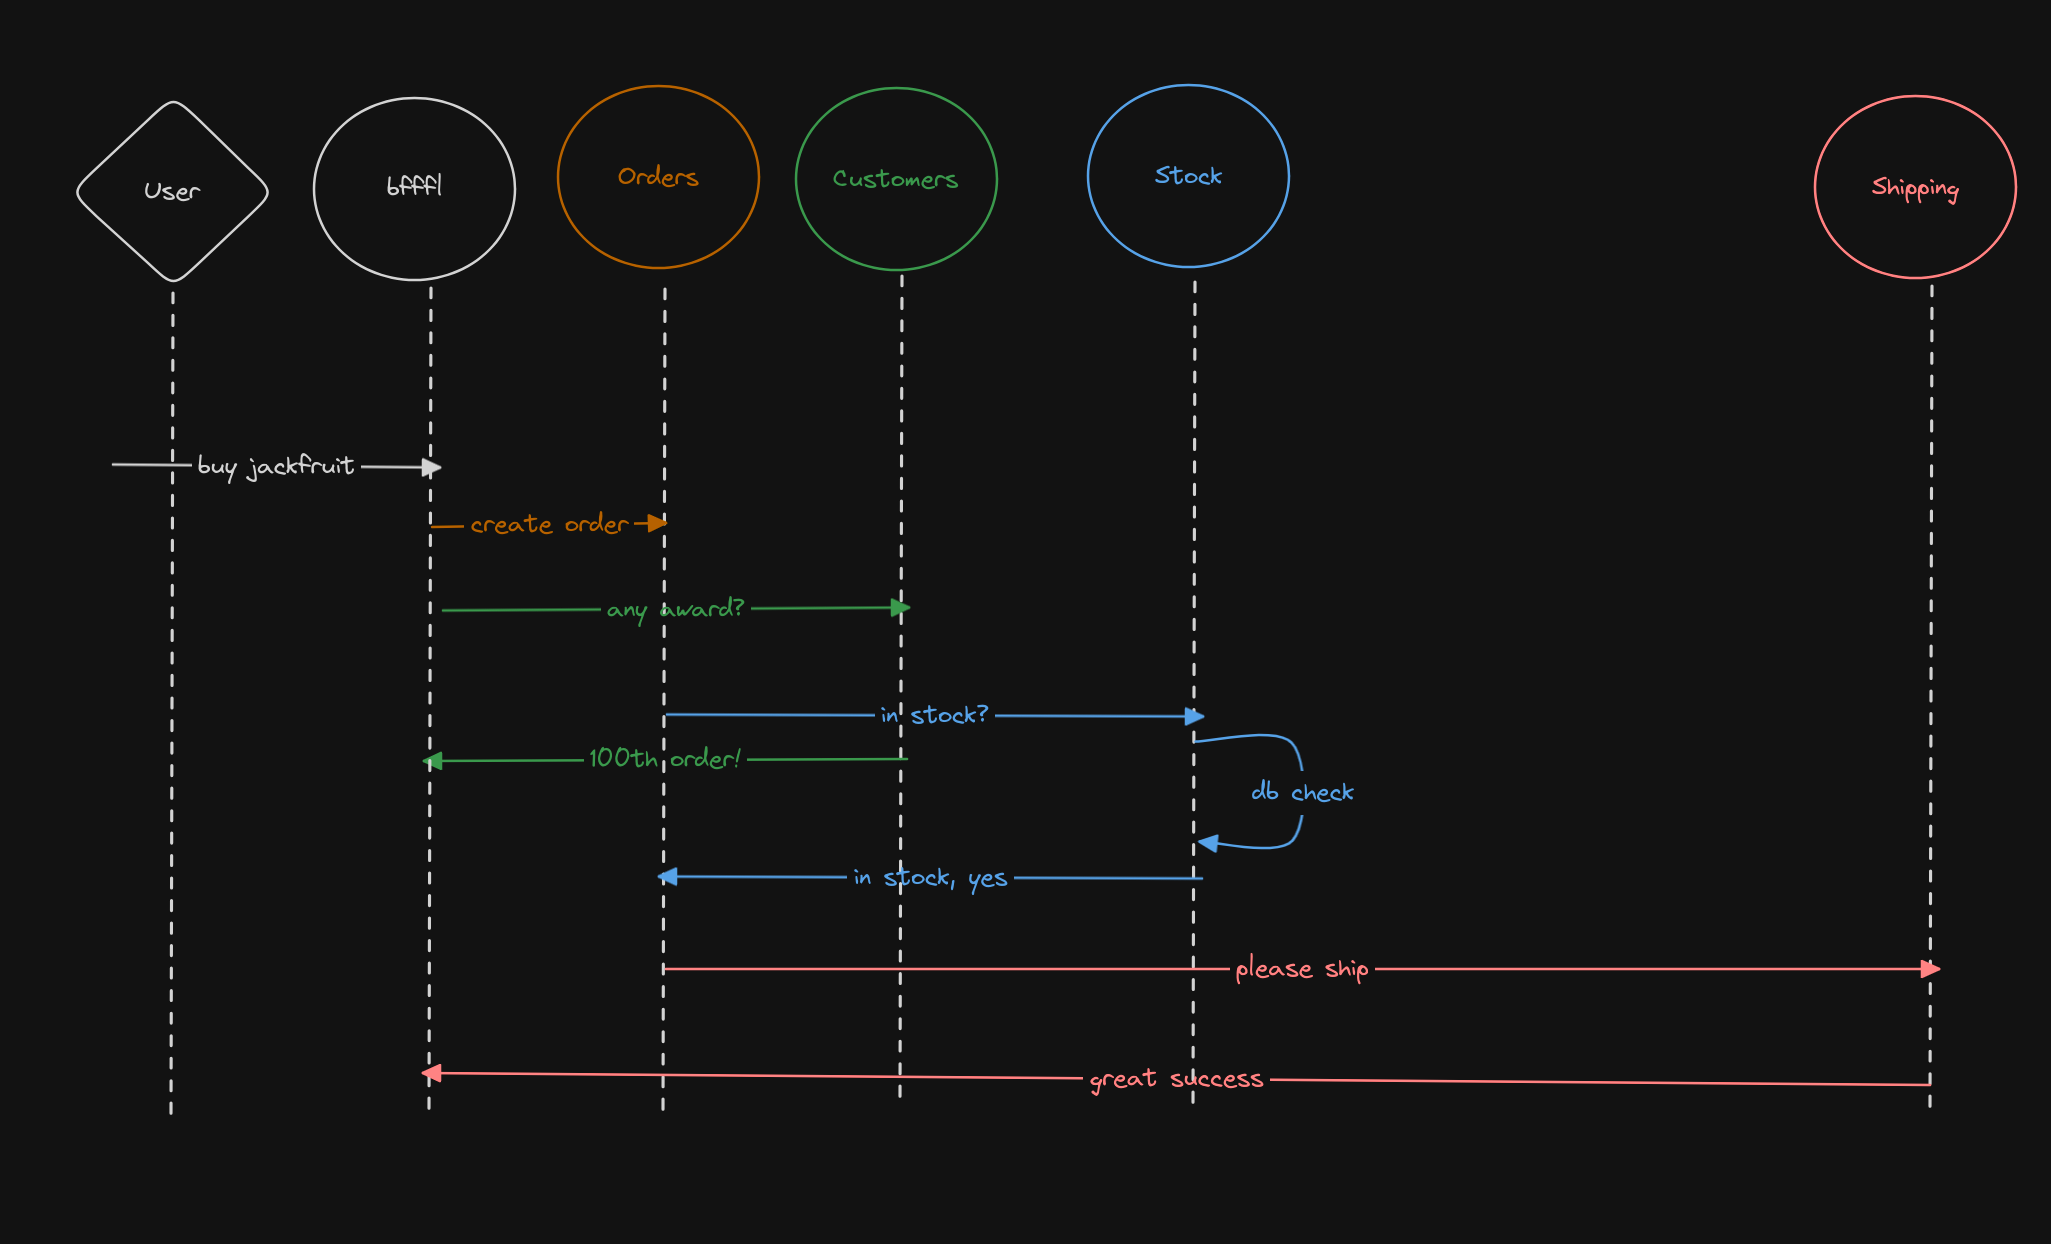 User
bffff|
Orders
Customers
Stock
Shipping
buy jackfruit
create order
any award?
in stock?
100th order!
db check
in stock, yes
please ship
great success